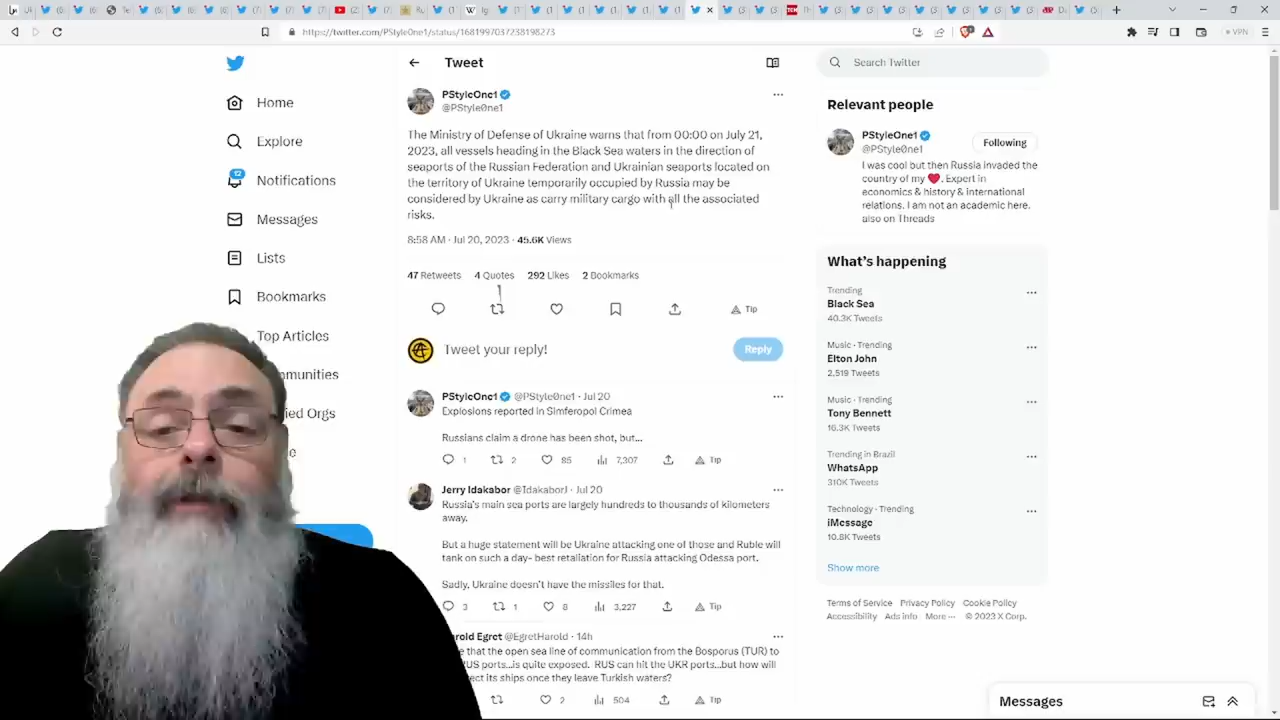 https://twitter.com/PStyle0ne1/status/1681997037238198273
VPN
Tweet
Search Twitter
Home
Explore
12
Notifications
Messages
Lists
Bookmarks
Top Articles
PStyleOne1
@PStyle0ne1
The Ministry of Defense of Ukraine warns that from 00:00 on July 21,
2023, all vessels heading in the Black Sea waters in the direction of
seaports of the Russian Federation and Ukrainian seaports located on
the territory of Ukraine temporarily occupied by Russia may be
considered by Ukraine as carry military cargo with all the associated
risks.
8:58 AM · Jul 20, 2023 · 45.6K Views
47 Retweets 4 Quotes 292 Likes 2 Bookmarks
Tip
Tweet your reply!
Reply
PStyleOne1 @PStyle0ne1 · Jul 20
Explosions reported in Simferopol Crimea
Russians claim a drone has been shot, but...
1 2 85 7,307 Tip
Jerry Idakabor @IdakaborJ · Jul 20
Russia's main sea ports are largely hundreds to thousands of kilometers
away.
But a huge statement will be Ukraine attacking one of those and Ruble will
tank on such a day- best retaliation for Russia attacking Odessa port.
Sadly, Ukraine doesn't have the missiles for that.
3 1 8 3,227 Tip
Egret @EgretHarold · 14h
that the open sea line of communication from the Bosporus (TUR) to
ports...is quite exposed. RUS can hit the UKR ports...but how will
its ships once they leave Turkish waters?
2 504 Tip
Relevant people
PStyleOne1
@PStyle0ne1
Following
I was cool but then Russia invaded the
country of my ❤️. Expert in
economics & history & international
relations. I am not an academic here.
also on Threads
What's happening
Trending
Black Sea
40.3K Tweets
Music · Trending
Elton John
2,519 Tweets
Music · Trending
Tony Bennett
16.3K Tweets
Trending in Brazil
WhatsApp
310K Tweets
Technology · Trending
iMessage
10.8K Tweets
Show more
Terms of Service Privacy Policy Cookie Policy
Accessibility Ads info More ··· © 2023 X Corp.
Messages